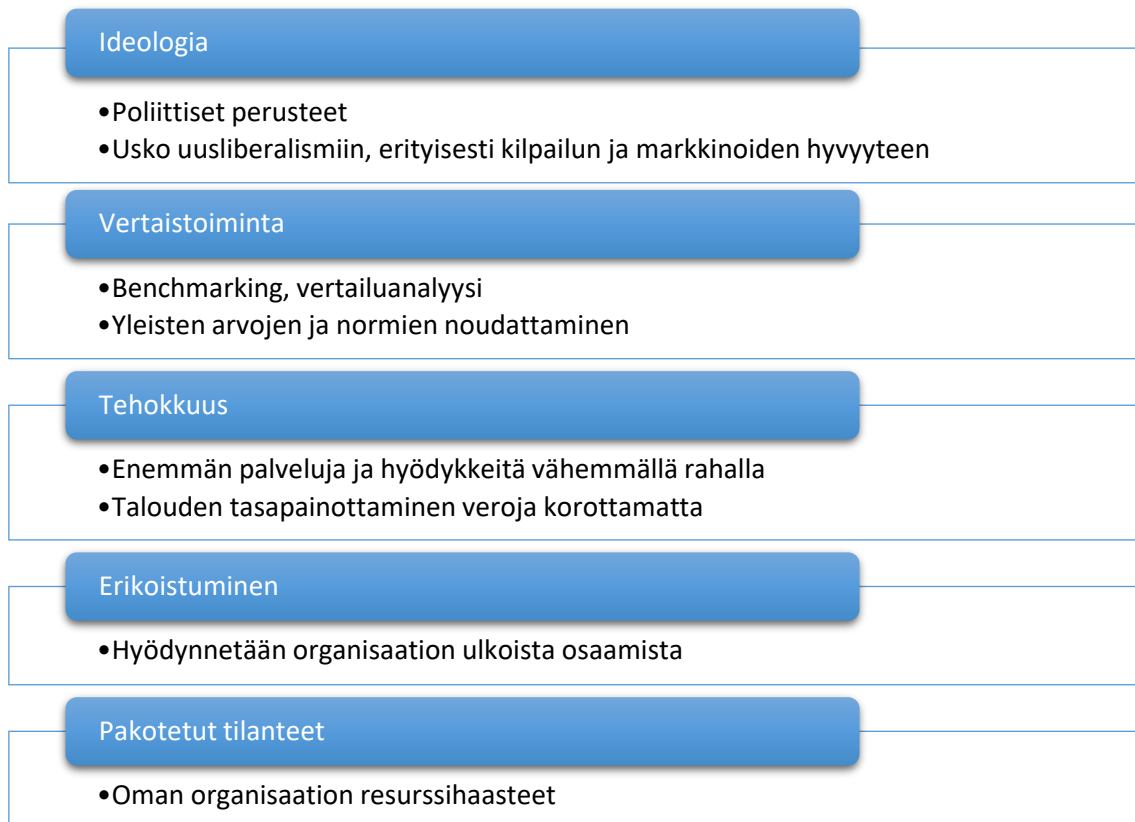 Ideologia
•Poliittiset perusteet
•Usko uusliberalismiin, erityisesti kilpailun ja markkinoiden hyvyyteen
Vertaistoiminta
•Benchmarking, vertailuanalyysi
•Yleisten arvojen ja normien noudattaminen
Tehokkuus
•Enemmän palveluja ja hyödykkeitä vähemmällä rahalla
•Talouden tasapainottaminen veroja korottamatta
Erikoistuminen
•Hyödynnetään organisaation ulkoista osaamista
Pakotetut tilanteet
•Oman organisaation resurssihaasteet